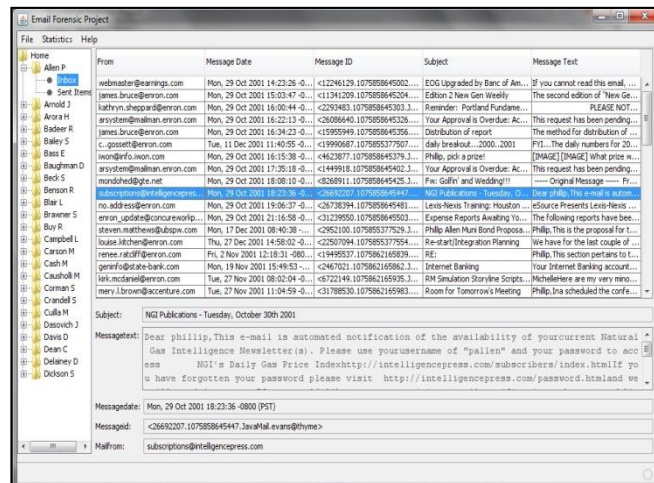 Email Forensic Project
File Statistics Help
Home
Allen P
Inbox
Sent Items
Arnold J
Arora H
Badeer R
Bailey S
Bass E
Baughman D
Beck S
Benson R
Blair L
Brawner S
Buy R
Campbell L
Carson M
Cash M
Causholli M
Corman S
Crandell S
Cuilla M
Dasovich J
Davis D
Dean C
Delainey D
Dickson S
From Message Date Message ID Subject Message Text
webmaster@earnings.com Mon, 29 Oct 2001 14:23:26 -0... <12246129.1075858645002.... EOG Upgraded by Banc of Am... If you cannot read this email, ...
james.bruce@enron.com Mon, 29 Oct 2001 15:03:47 -0... <11341209.1075858645204.... Edition 2 New Gen Weekly The second edition of "New Ge...
kathryn.sheppard@enron.com Mon, 29 Oct 2001 16:00:44 -0... <2293483.1075858645303.J... Reminder: Portland Fundame... PLEASE NOT...
arsystem@mailman.enron.com Mon, 29 Oct 2001 16:22:13 -0... <26086640.1075858645326.... Your Approval is Overdue: Ac... This request has been pending...
james.bruce@enron.com Mon, 29 Oct 2001 16:34:23 -0... <15955949.1075858645356.... Distribution of report The method for distribution of ...
c..gossett@enron.com Tue, 11 Dec 2001 11:40:55 -0... <19990687.1075855377507.... daily breakout...2000..2001 FYI...The daily numbers for 20...
iwon@info.iwon.com Mon, 29 Oct 2001 16:15:38 -0... <4623877.1075858645379.J... Phillip, pick a prize! [IMAGE] [IMAGE] What prize w...
arsystem@mailman.enron.com Mon, 29 Oct 2001 17:35:18 -0... <1449918.1075858645402.J... Your Approval is Overdue: Ac... This request has been pending...
mondohed@gte.net Mon, 29 Oct 2001 18:08:10 -0... <8268911.1075858645425.J... Fw: Golfin' and Wedding!!! ----- Original Message ----- Fr...
subscriptions@intelligencepres... Mon, 29 Oct 2001 18:23:36 -0... <26692207.1075858645447.... NGI Publications - Tuesday, O... Dear phillip,This e-mail is autom...
no.address@enron.com Mon, 29 Oct 2001 19:06:37 -0... <26738394.1075858645481.... Lexis-Nexis Training: Houston ... eSource Presents Lexis-Nexis ...
enron_update@concureworkp... Mon, 29 Oct 2001 21:16:58 -0... <31239550.1075858645503.... Expense Reports Awaiting Yo... The following reports have bee...
steven.matthews@ubspw.com Mon, 17 Dec 2001 08:40:38 -... <2952100.1075855377529.J... Phillip Allen Muni Bond Proposa... Phillip,This is the proposal for t...
louise.kitchen@enron.com Thu, 27 Dec 2001 14:58:02 -0... <22507094.1075855377554.... Re-start/Integration Planning We have for the last couple of ...
renee.ratcliff@enron.com Fri, 2 Nov 2001 12:18:31 -080... <19495537.1075862165839.... RE: Phillip, This section pertains to t...
geninfo@state-bank.com Mon, 19 Nov 2001 15:49:53 -... <2467021.1075862165862.J... Internet Banking Your Internet Banking account...
kirk.mcdaniel@enron.com Tue, 27 Nov 2001 08:02:04 -0... <6722149.1075862165935.J... RM Simulation Storyline Scripts... MichelleHere are my very mino...
mery.l.brown@accenture.com Tue, 27 Nov 2001 11:04:59 -0... <31788530.1075862165983.... Room for Tomorrow's Meeting Phillip,Ina scheduled the confe...
Subject: NGI Publications - Tuesday, October 30th 2001
Messagetext: Dear phillip,This e-mail is automated notification of the availability of yourcurrent Natural
Gas Intelligence Newsletter(s). Please use yourusername of "pallen" and your password to acc
ess NGI's Daily Gas Price Indexhttp://intelligencepress.com/subscribers/index.htmlIf yo
u have forgotten your password please visit http://intelligencepress.com/password.htmland we
Messagedate: Mon, 29 Oct 2001 18:23:36 -0800 (PST)
Messageid: <26692207.1075858645447.JavaMail.evans@thyme>
Mailfrom: subscriptions@intelligencepress.com